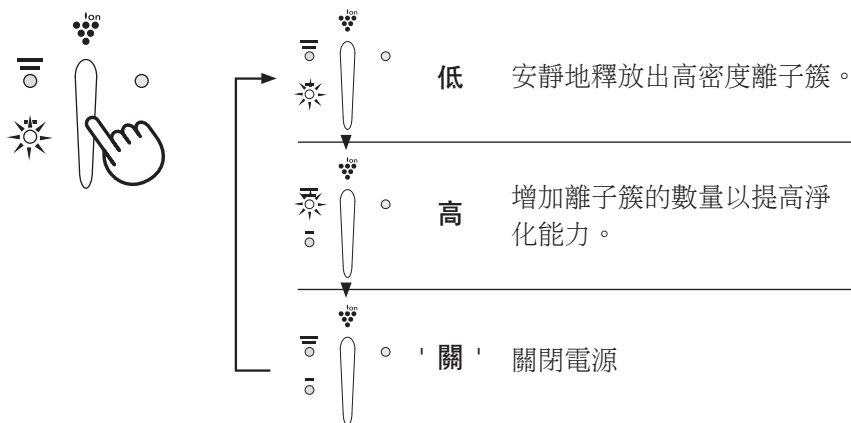 ion
ion
低 安靜地釋放出高密度離子簇。
ion
高 增加離子簇的數量以提高淨
化能力。
ion
'關' 關閉電源